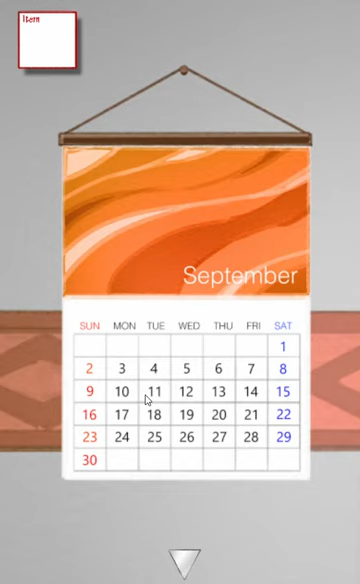 Item
September
SUN MON TUE WED THU FRI SAT
1
2 3 4 5 6 7 8
9 10 11 12 13 14 15
16 17 18 19 20 21 22
23 24 25 26 27 28 29
30